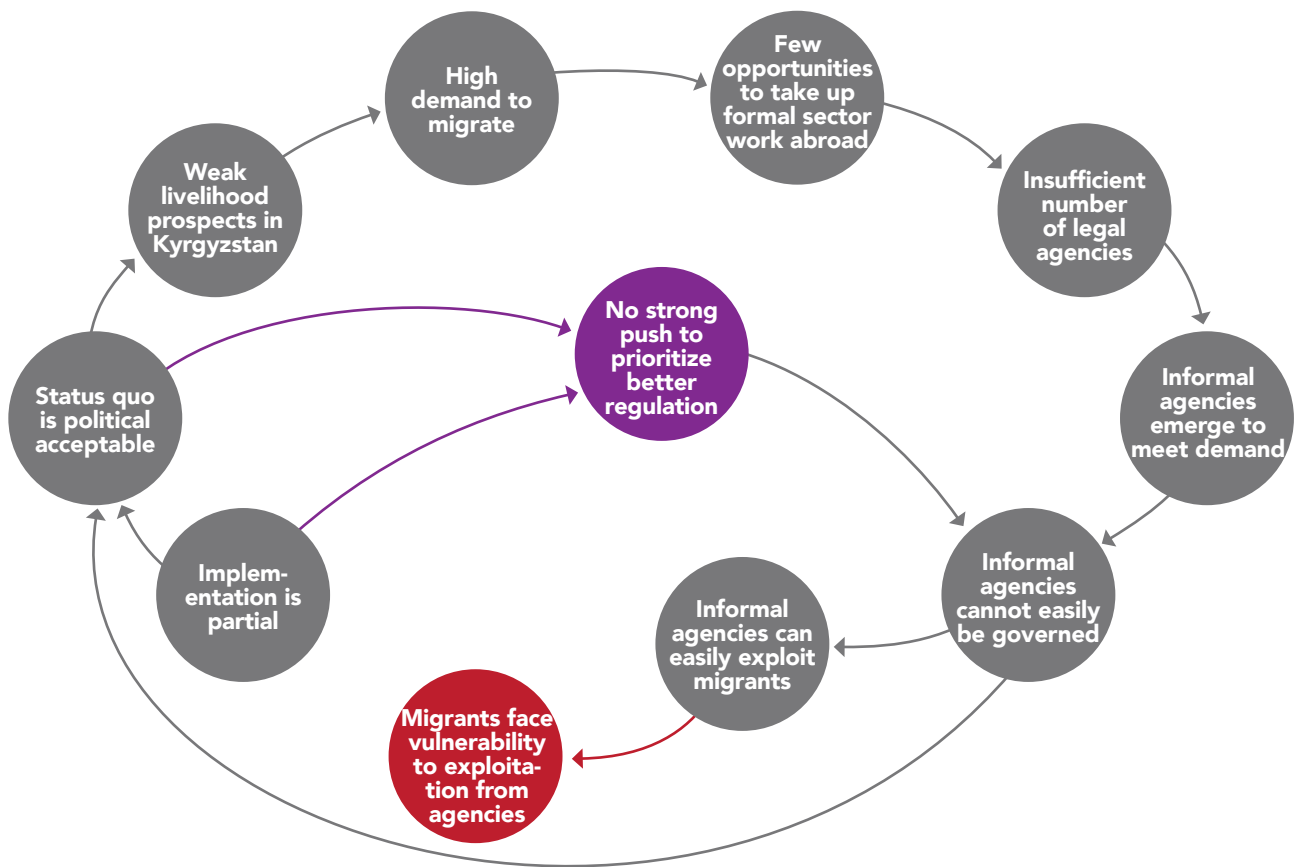 High
demand to
migrate
Few
opportunities
to take up
formal sector
work abroad
Weak
livelihood
prospects in
Kyrgyzstan
Insufficient
number
of legal
agencies
No strong
push to
prioritize
better
regulation
Status quo
is political
acceptable
Informal
agencies
emerge to
meet demand
Implem-
entation is
partial
Informal
agencies
cannot easily
be governed
Informal
agencies can
easily exploit
migrants
Migrants face
vulnerability
to exploita-
tion from
agencies